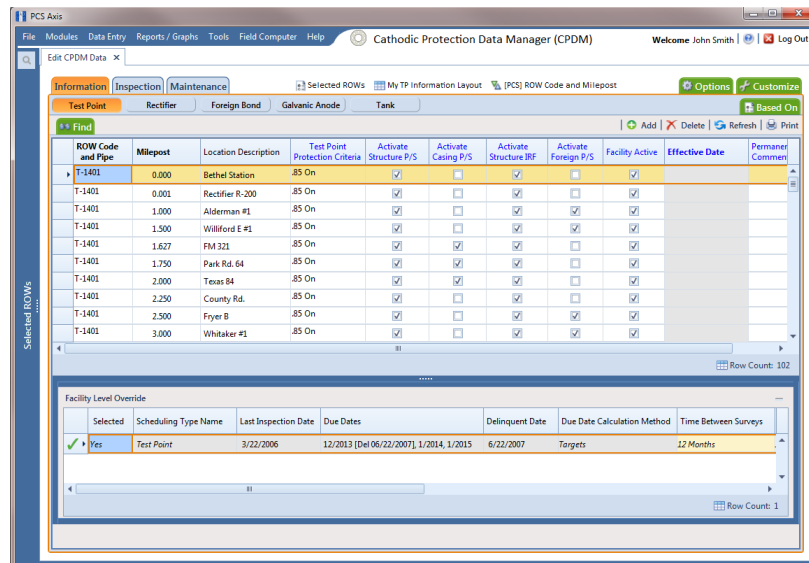 PCS Axis
File Modules Data Entry Reports / Graphs Tools Field Computer Help Cathodic Protection Data Manager (CPDM) Welcome John Smith Log Out
Edit CPDM Data
Information Inspection Maintenance Selected ROWs My TP Information Layout [PCS] ROW Code and Milepost Options Customize
Test Point Rectifier Foreign Bond Galvanic Anode Tank Based On
Find Add Delete Refresh Print
ROW Code and Pipe Milepost Location Description Test Point Protection Criteria Activate Structure P/S Activate Casing P/S Activate Structure IRF Activate Foreign P/S Facility Active Effective Date
T-1401 0.000 Bethel Station .85 On
T-1401 0.001 Rectifier R-200 .85 On
T-1401 1.000 Alderman #1 .85 On
T-1401 1.500 Williford E #1 .85 On
T-1401 1.627 FM 321 .85 On
T-1401 1.750 Park Rd. 64 .85 On
T-1401 2.000 Texas 84 .85 On
T-1401 2.250 County Rd. .85 On
T-1401 2.500 Fryer B .85 On
T-1401 3.000 Whitaker #1 .85 On
Row Count: 102
Selected ROWs
Facility Level Override
Selected Scheduling Type Name Last Inspection Date Due Dates Delinquent Date Due Date Calculation Method Time Between Surveys
Yes Test Point 3/22/2006 12/2013 [Del 06/22/2007], 1/2014, 1/2015 6/22/2007 Targets 12 Months
Row Count: 1